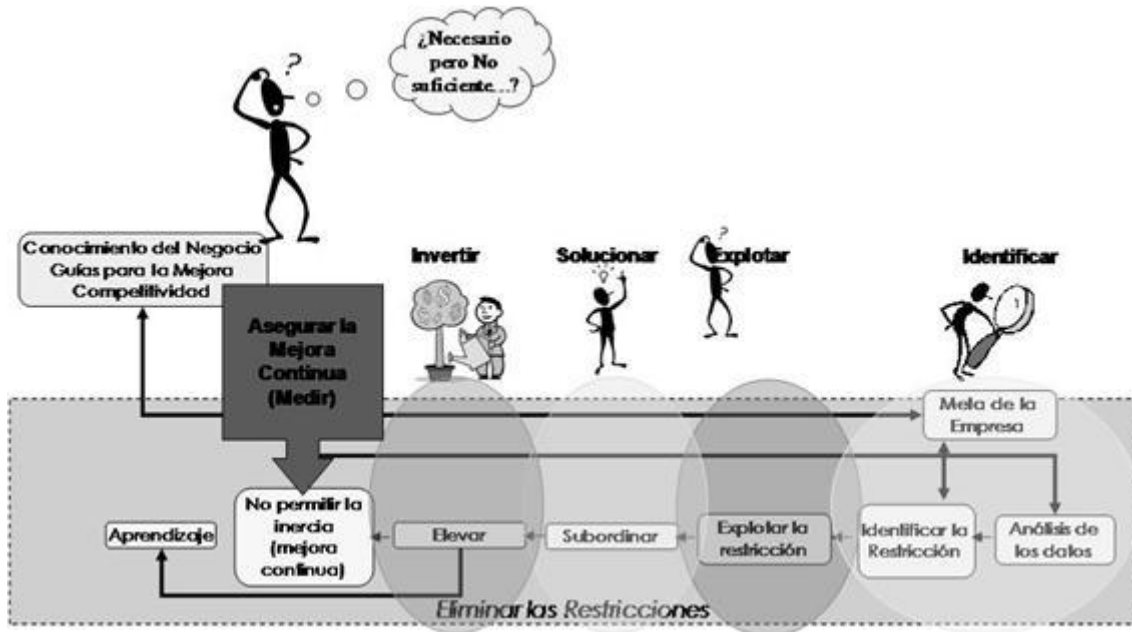 ¿Necesario
pero No
suficiente...?
Conocimiento del Negocio
Guías para la Mejora
Competitividad
Invertir
Solucionar
Explotar
Identificar
Asegurar la
Mejora
Continua
(Medir)
Meta de la
Empresa
Aprendizaje
No permitir la
inercia
(mejora
continua)
Elevar
Subordinar
Explotar la
restricción
Identificar la
Restricción
Análisis de
los datos
Eliminar las Restricciones